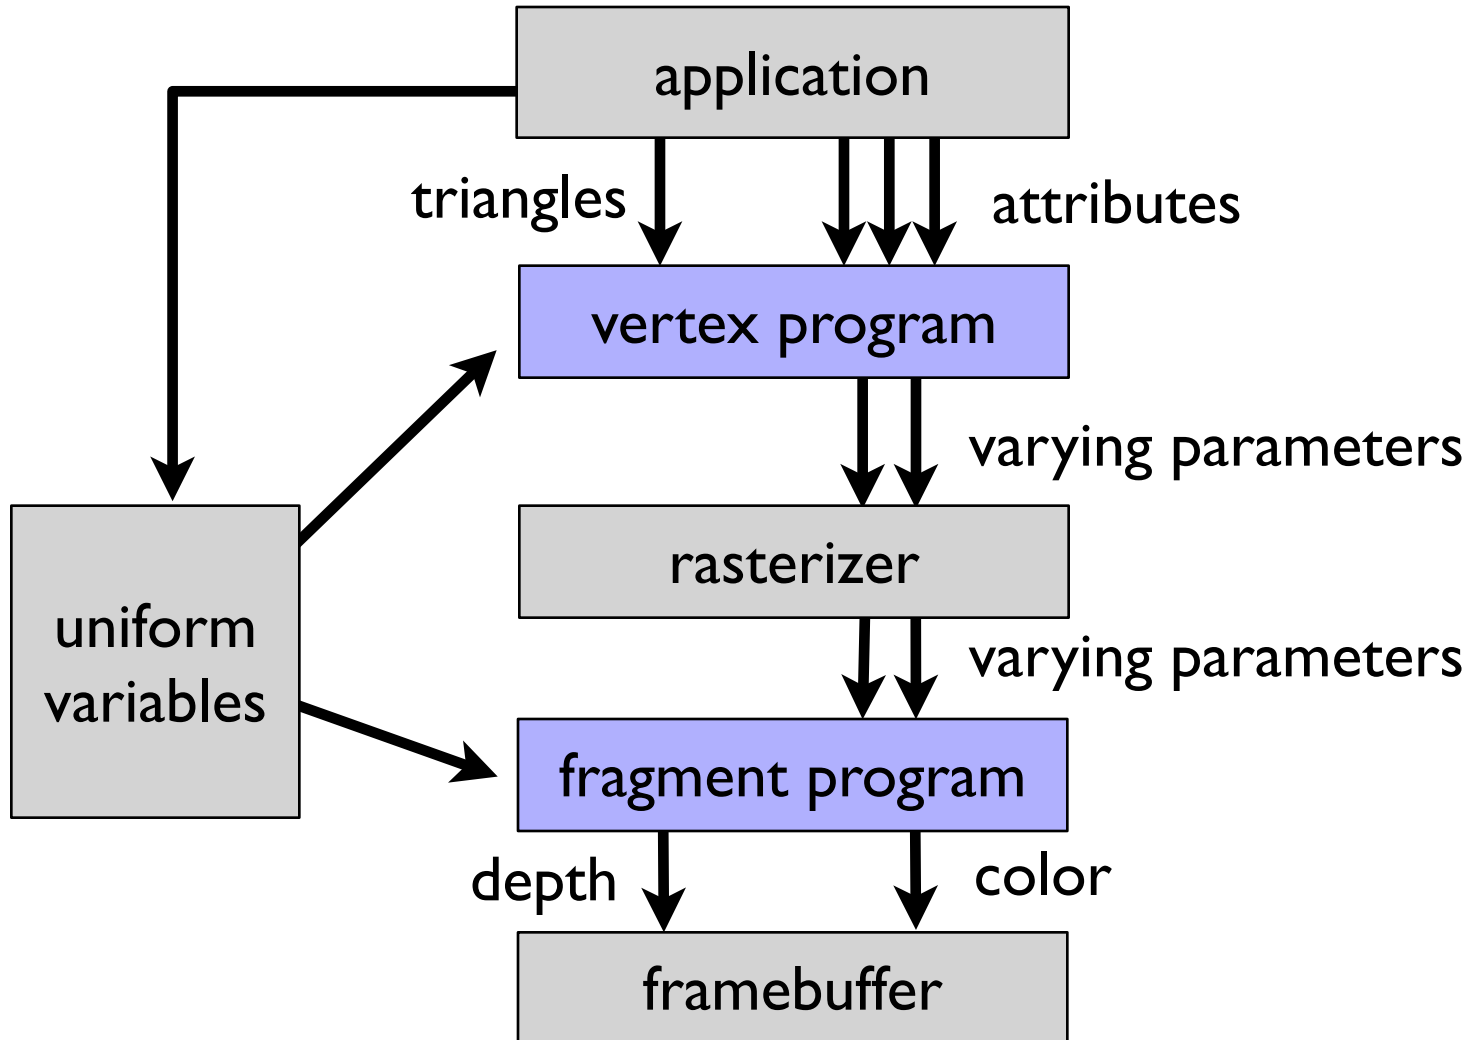 application
triangles
attributes
vertex program
varying parameters
rasterizer
uniform
variables
varying parameters
fragment program
depth
color
framebuffer